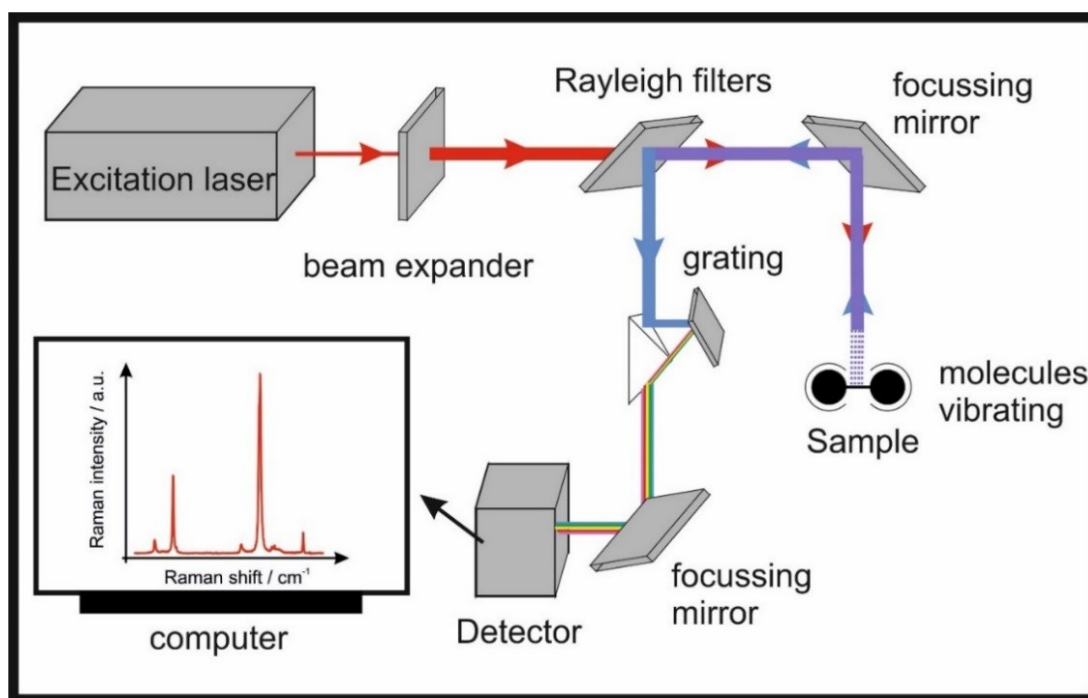 Rayleigh filters
focussing
mirror
Excitation laser
beam expander
grating
molecules
vibrating
Sample
Raman intensity / a.u.
Raman shift / cm⁻¹
computer
Detector
focussing
mirror